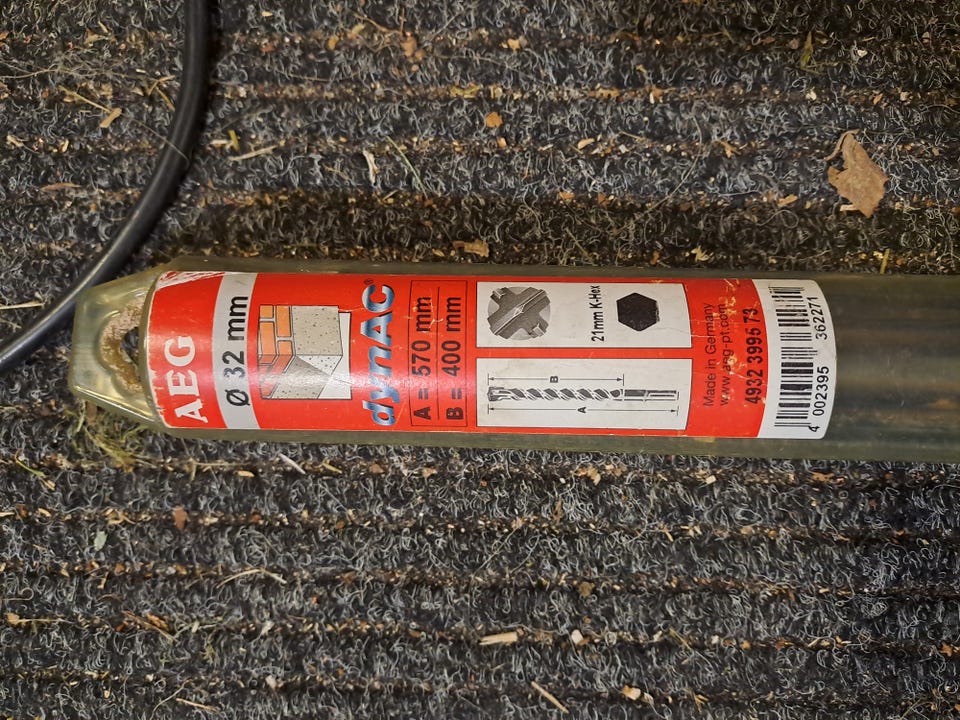 AEG
Ø 32 mm
dynAC
A = 570 mm
B = 400 mm
21mm K-Hex
B
A
Made in Germany
www.aeg-pt.com
4932 3995 73
4 002395 362271